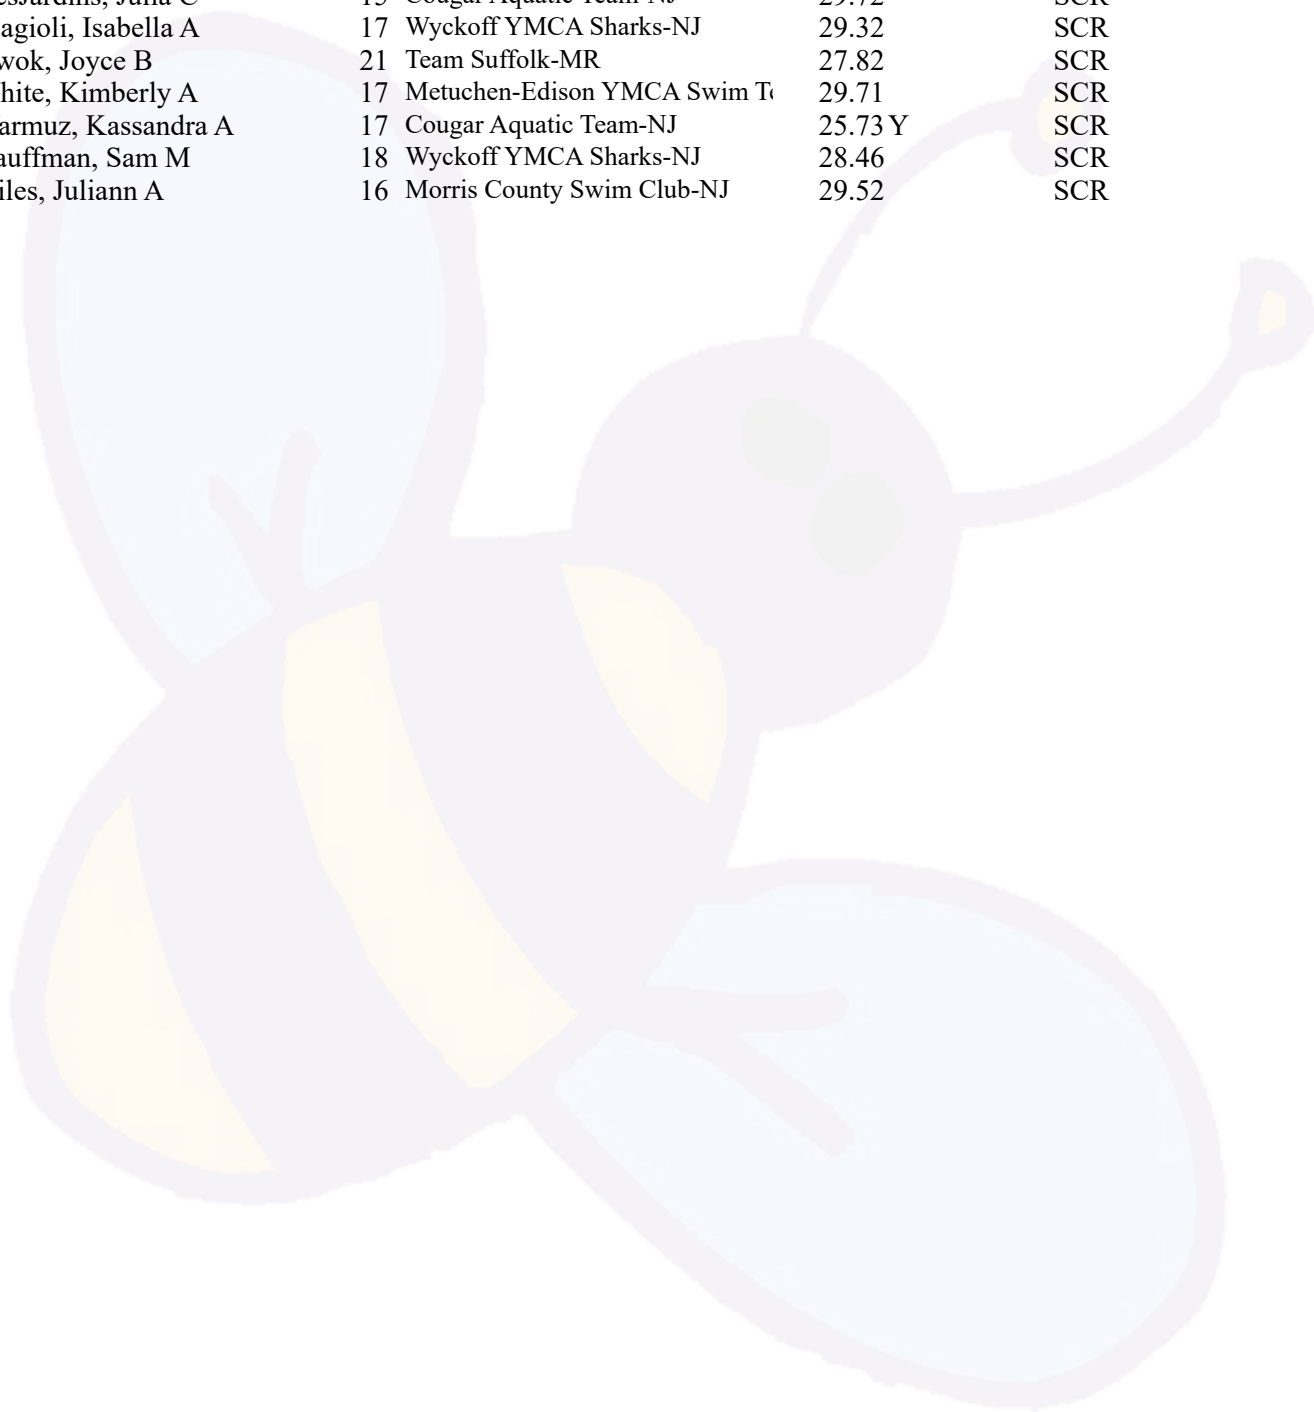 agioli, Isabella A 17 Wyckoff YMCA Sharks-NJ 29.32 SCR
wok, Joyce B 21 Team Suffolk-MR 27.82 SCR
hite, Kimberly A 17 Metuchen-Edison YMCA Swim Te 29.71 SCR
armuz, Kassandra A 17 Cougar Aquatic Team-NJ 25.73 Y SCR
auffman, Sam M 18 Wyckoff YMCA Sharks-NJ 28.46 SCR
iles, Juliann A 16 Morris County Swim Club-NJ 29.52 SCR